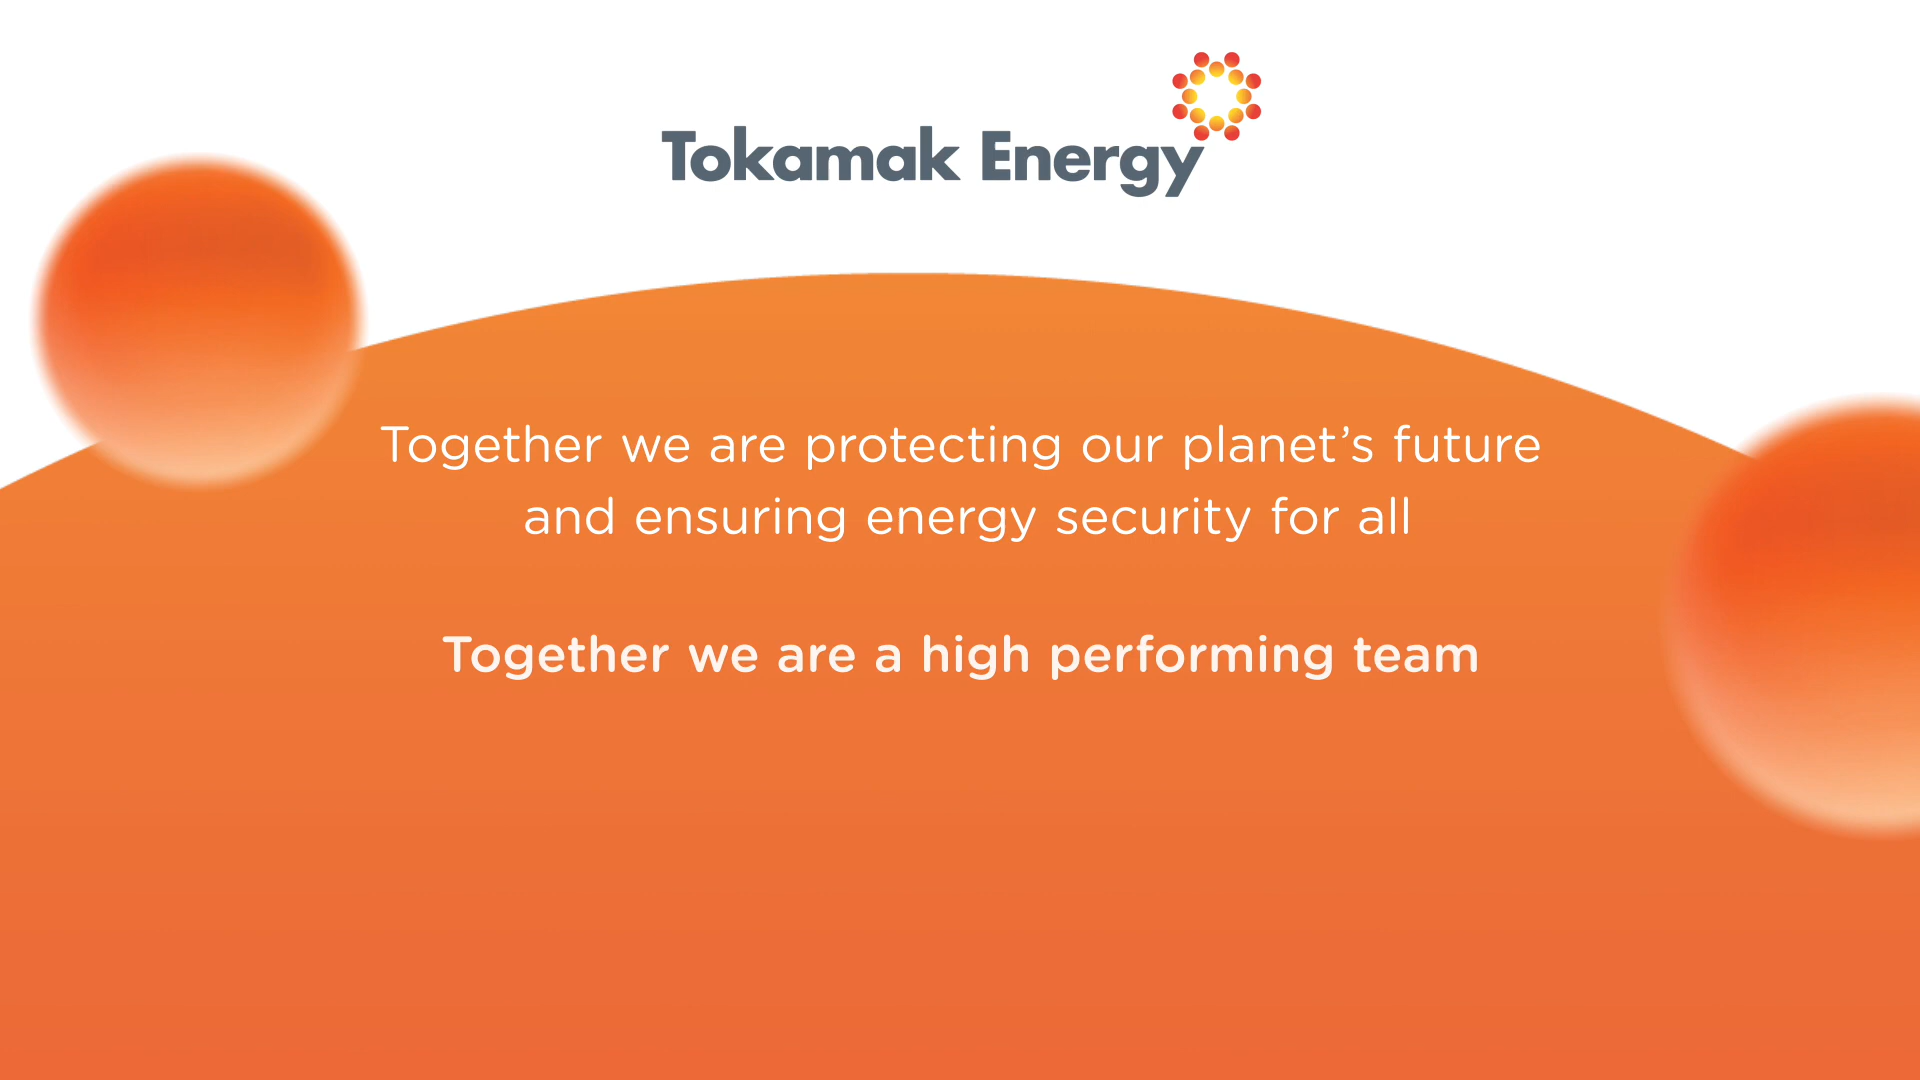 Tokamak Energy
Together we are protecting our planet’s future
and ensuring energy security for all
Together we are a high performing team